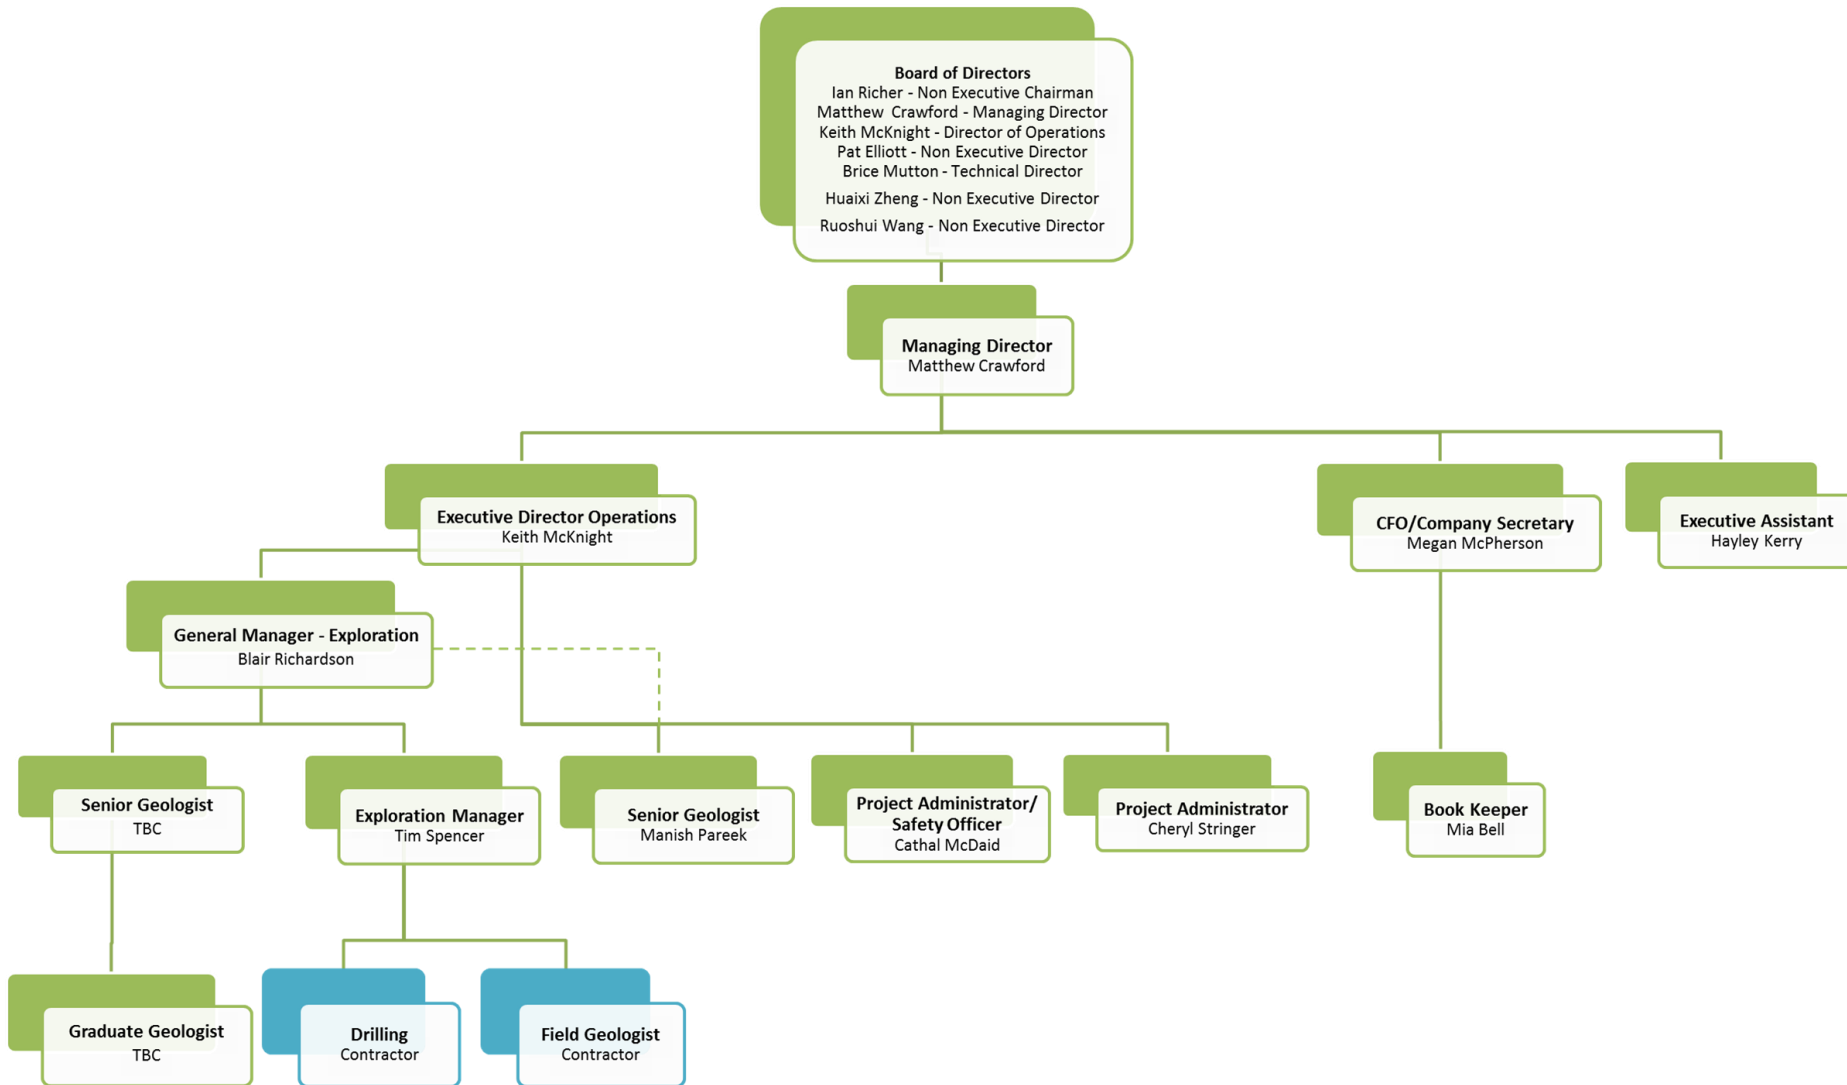 Board of Directors
Ian Richer - Non Executive Chairman
Matthew Crawford - Managing Director
Keith McKnight - Director of Operations
Pat Elliott - Non Executive Director
Brice Mutton - Technical Director
Huaixi Zheng - Non Executive Director
Ruoshui Wang - Non Executive Director
Managing Director
Matthew Crawford
Executive Director Operations
Keith McKnight
CFO/Company Secretary
Megan McPherson
Executive Assistant
Hayley Kerry
General Manager - Exploration
Blair Richardson
Senior Geologist
TBC
Exploration Manager
Tim Spencer
Senior Geologist
Manish Pareek
Project Administrator/
Safety Officer
Cathal McDaid
Project Administrator
Cheryl Stringer
Book Keeper
Mia Bell
Graduate Geologist
TBC
Drilling
Contractor
Field Geologist
Contractor